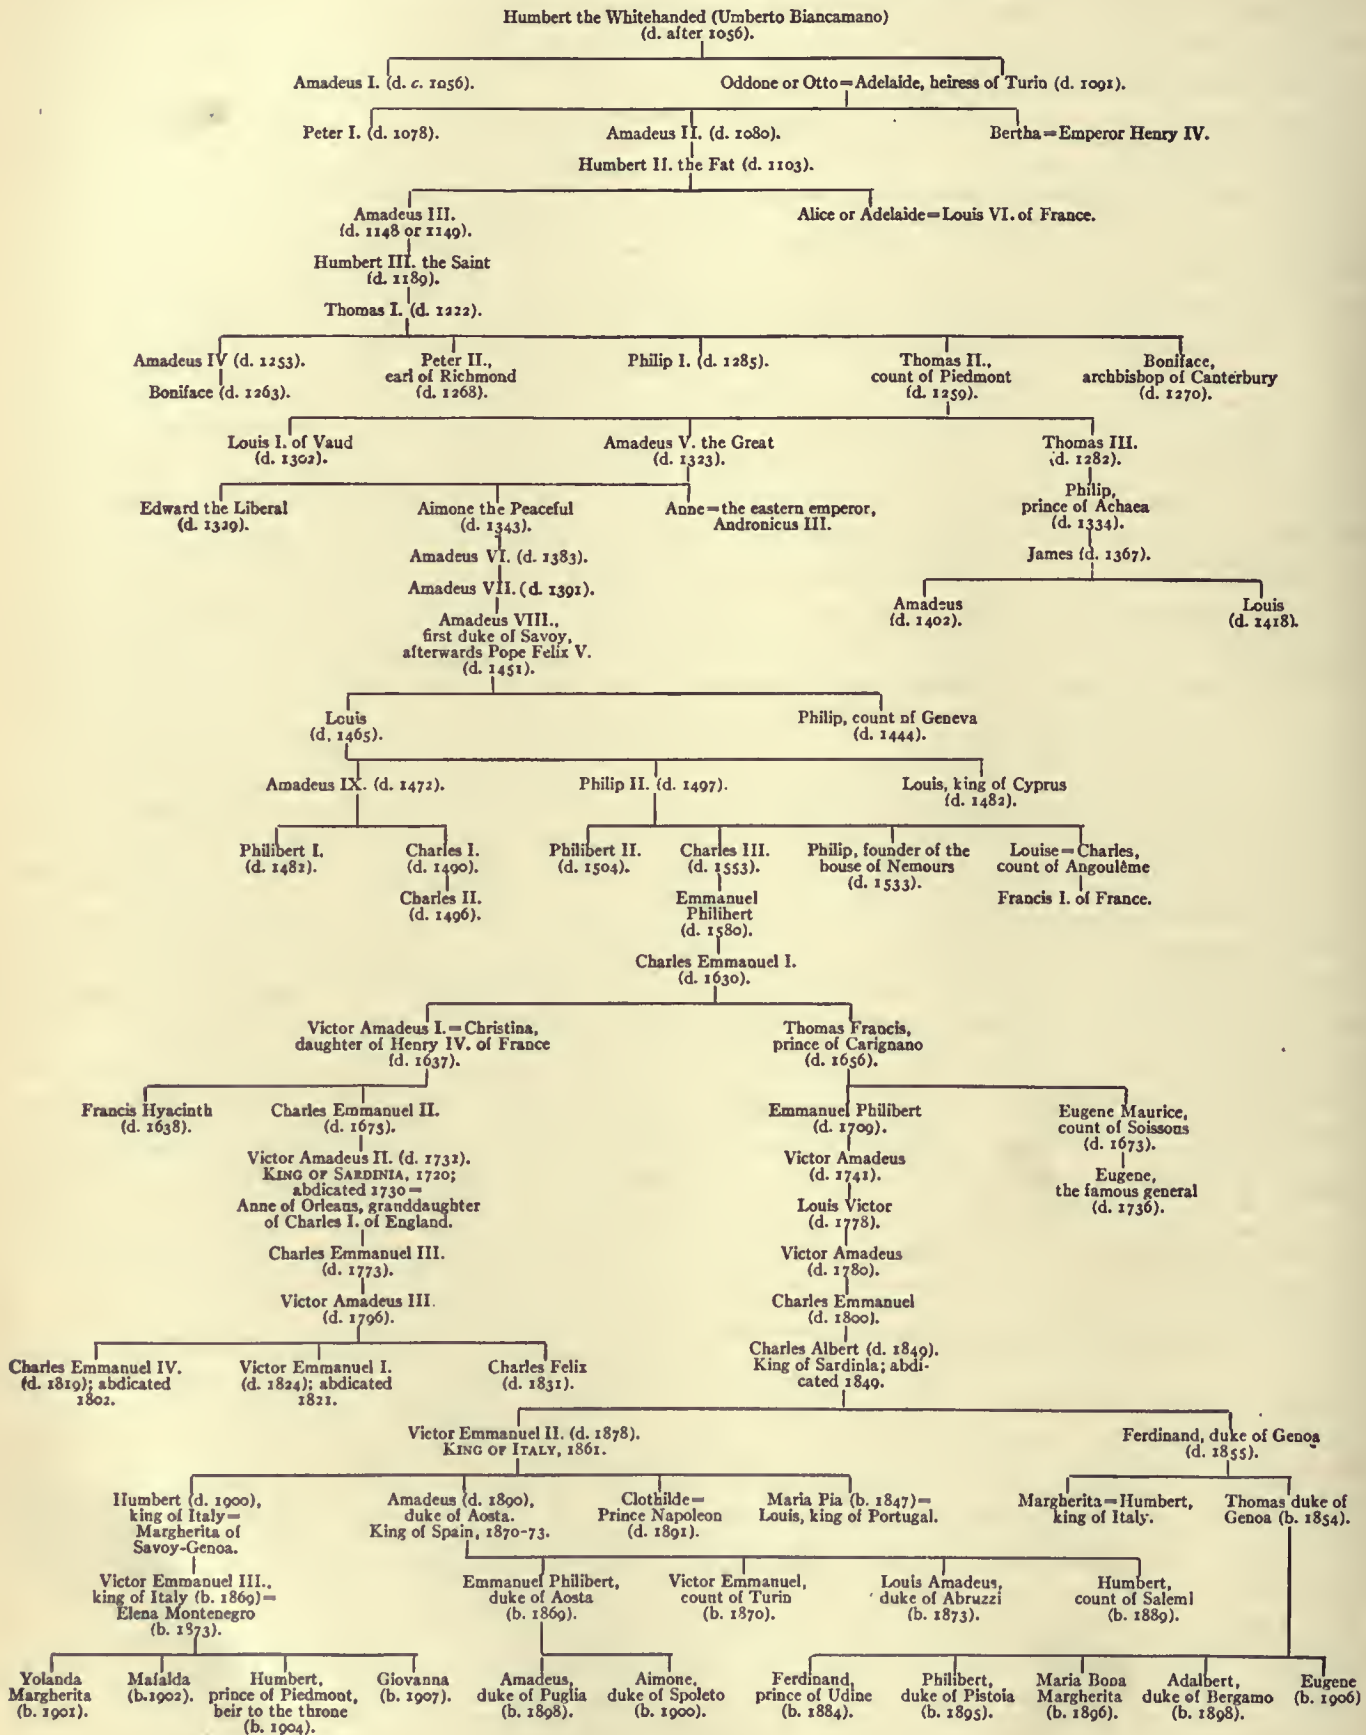 Humbert the Whitehanded (Umberto Biancamano)
(d. after 1056).
Amadeus I. (d. c. 1056).
Oddone or Otto=Adelaide, heiress of Turin (d. 1091).
Peter I. (d. 1078).
Amadeus II. (d. 1080).
Bertha=Emperor Henry IV.
Humbert II. the Fat (d. 1103).
Amadeus III.
(d. 1148 or 1149).
Alice or Adelaide=Louis VI. of France.
Humbert III. the Saint
(d. 1189).
Thomas I. (d. 1222).
Amadeus IV (d. 1253).
Boniface (d. 1263).
Peter II.,
earl of Richmond
(d. 1268).
Philip I. (d. 1285).
Thomas II.,
count of Piedmont
(d. 1259).
Boniface,
archbishop of Canterbury
(d. 1270).
Louis I. of Vaud
(d. 1302).
Amadeus V. the Great
(d. 1323).
Thomas III.
(d. 1282).
Edward the Liberal
(d. 1329).
Aimone the Peaceful
(d. 1343).
Anne=the eastern emperor,
Andronicus III.
Philip,
prince of Achaea
(d. 1334).
Amadeus VI. (d. 1383).
James (d. 1367).
Amadeus VII. (d. 1391).
Amadeus
(d. 1402).
Louis
(d. 1418).
Amadeus VIII.,
first duke of Savoy,
afterwards Pope Felix V.
(d. 1451).
Louis
(d. 1465).
Philip, count of Geneva
(d. 1444).
Amadeus IX. (d. 1472).
Philip II. (d. 1497).
Louis, king of Cyprus
(d. 1482).
Philibert I.
(d. 1482).
Charles I.
(d. 1490).
Charles II.
(d. 1496).
Philibert II.
(d. 1504).
Charles III.
(d. 1553).
Emmanuel
Philibert
(d. 1580).
Philip, founder of the
house of Nemours
(d. 1533).
Louise=Charles,
count of Angoulême
Francis I. of France.
Charles Emmanuel I.
(d. 1630).
Victor Amadeus I.=Christina,
daughter of Henry IV. of France
(d. 1637).
Thomas Francis,
prince of Carignano
(d. 1656).
Francis Hyacinth
(d. 1638).
Charles Emmanuel II.
(d. 1675).
Emmanuel Philibert
(d. 1709).
Eugene Maurice,
count of Soissons
(d. 1673).
Victor Amadeus II. (d. 1732).
KING OF SARDINIA, 1720;
abdicated 1730=
Anne of Orleans, granddaughter
of Charles I. of England.
Victor Amadeus
(d. 1741).
Eugene,
the famous general
(d. 1736).
Louis Victor
(d. 1778).
Charles Emmanuel III.
(d. 1773).
Victor Amadeus
(d. 1780).
Victor Amadeus III.
(d. 1796).
Charles Emmanuel
(d. 1800).
Charles Emmanuel IV.
(d. 1819); abdicated
1802.
Victor Emmanuel I.
(d. 1824); abdicated
1821.
Charles Felix
(d. 1831).
Charles Albert (d. 1849).
King of Sardinia; abdi-
cated 1849.
Victor Emmanuel II. (d. 1878).
KING OF ITALY, 1861.
Ferdinand, duke of Genoa
(d. 1855).
Humbert (d. 1900),
king of Italy=
Margherita of
Savoy-Genoa.
Amadeus (d. 1890),
duke of Aosta.
King of Spain, 1870-73.
Clothilde=
Prince Napoleon
(d. 1891).
Maria Pia (b. 1847)=
Louis, king of Portugal.
Margherita=Humbert,
king of Italy.
Thomas duke of
Genoa (b. 1854).
Victor Emmanuel III.,
king of Italy (b. 1869)=
Elena Montenegro
(b. 1873).
Emmanuel Philibert,
duke of Aosta
(b. 1869).
Victor Emmanuel,
count of Turin
(b. 1870).
Louis Amadeus,
duke of Abruzzi
(b. 1873).
Humbert,
count of Salemi
(b. 1889).
Yolanda
Margherita
(b. 1901).
Mafalda
(b. 1902).
Humbert,
prince of Piedmont,
heir to the throne
(b. 1904).
Giovanna
(b. 1907).
Amadeus,
duke of Puglia
(b. 1898).
Aimone,
duke of Spoleto
(b. 1900).
Ferdinand,
prince of Udine
(b. 1884).
Philibert,
duke of Pistoia
(b. 1895).
Maria Bona
Margherita
(b. 1896).
Adalbert,
duke of Bergamo
(b. 1898).
Eugene
(b. 1906).